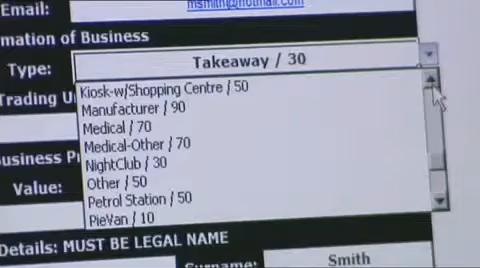 Email: msmith@hotmail.com
mation of Business
Type: Takeaway / 30
Kiosk-w/Shopping Centre / 50
Trading U
Manufacturer / 90
Medical / 70
Medical-Other / 70
usiness P
NightClub / 30
Value:
Other / 50
Petrol Station / 50
PieVan / 10
Details: MUST BE LEGAL NAME
Surname: Smith